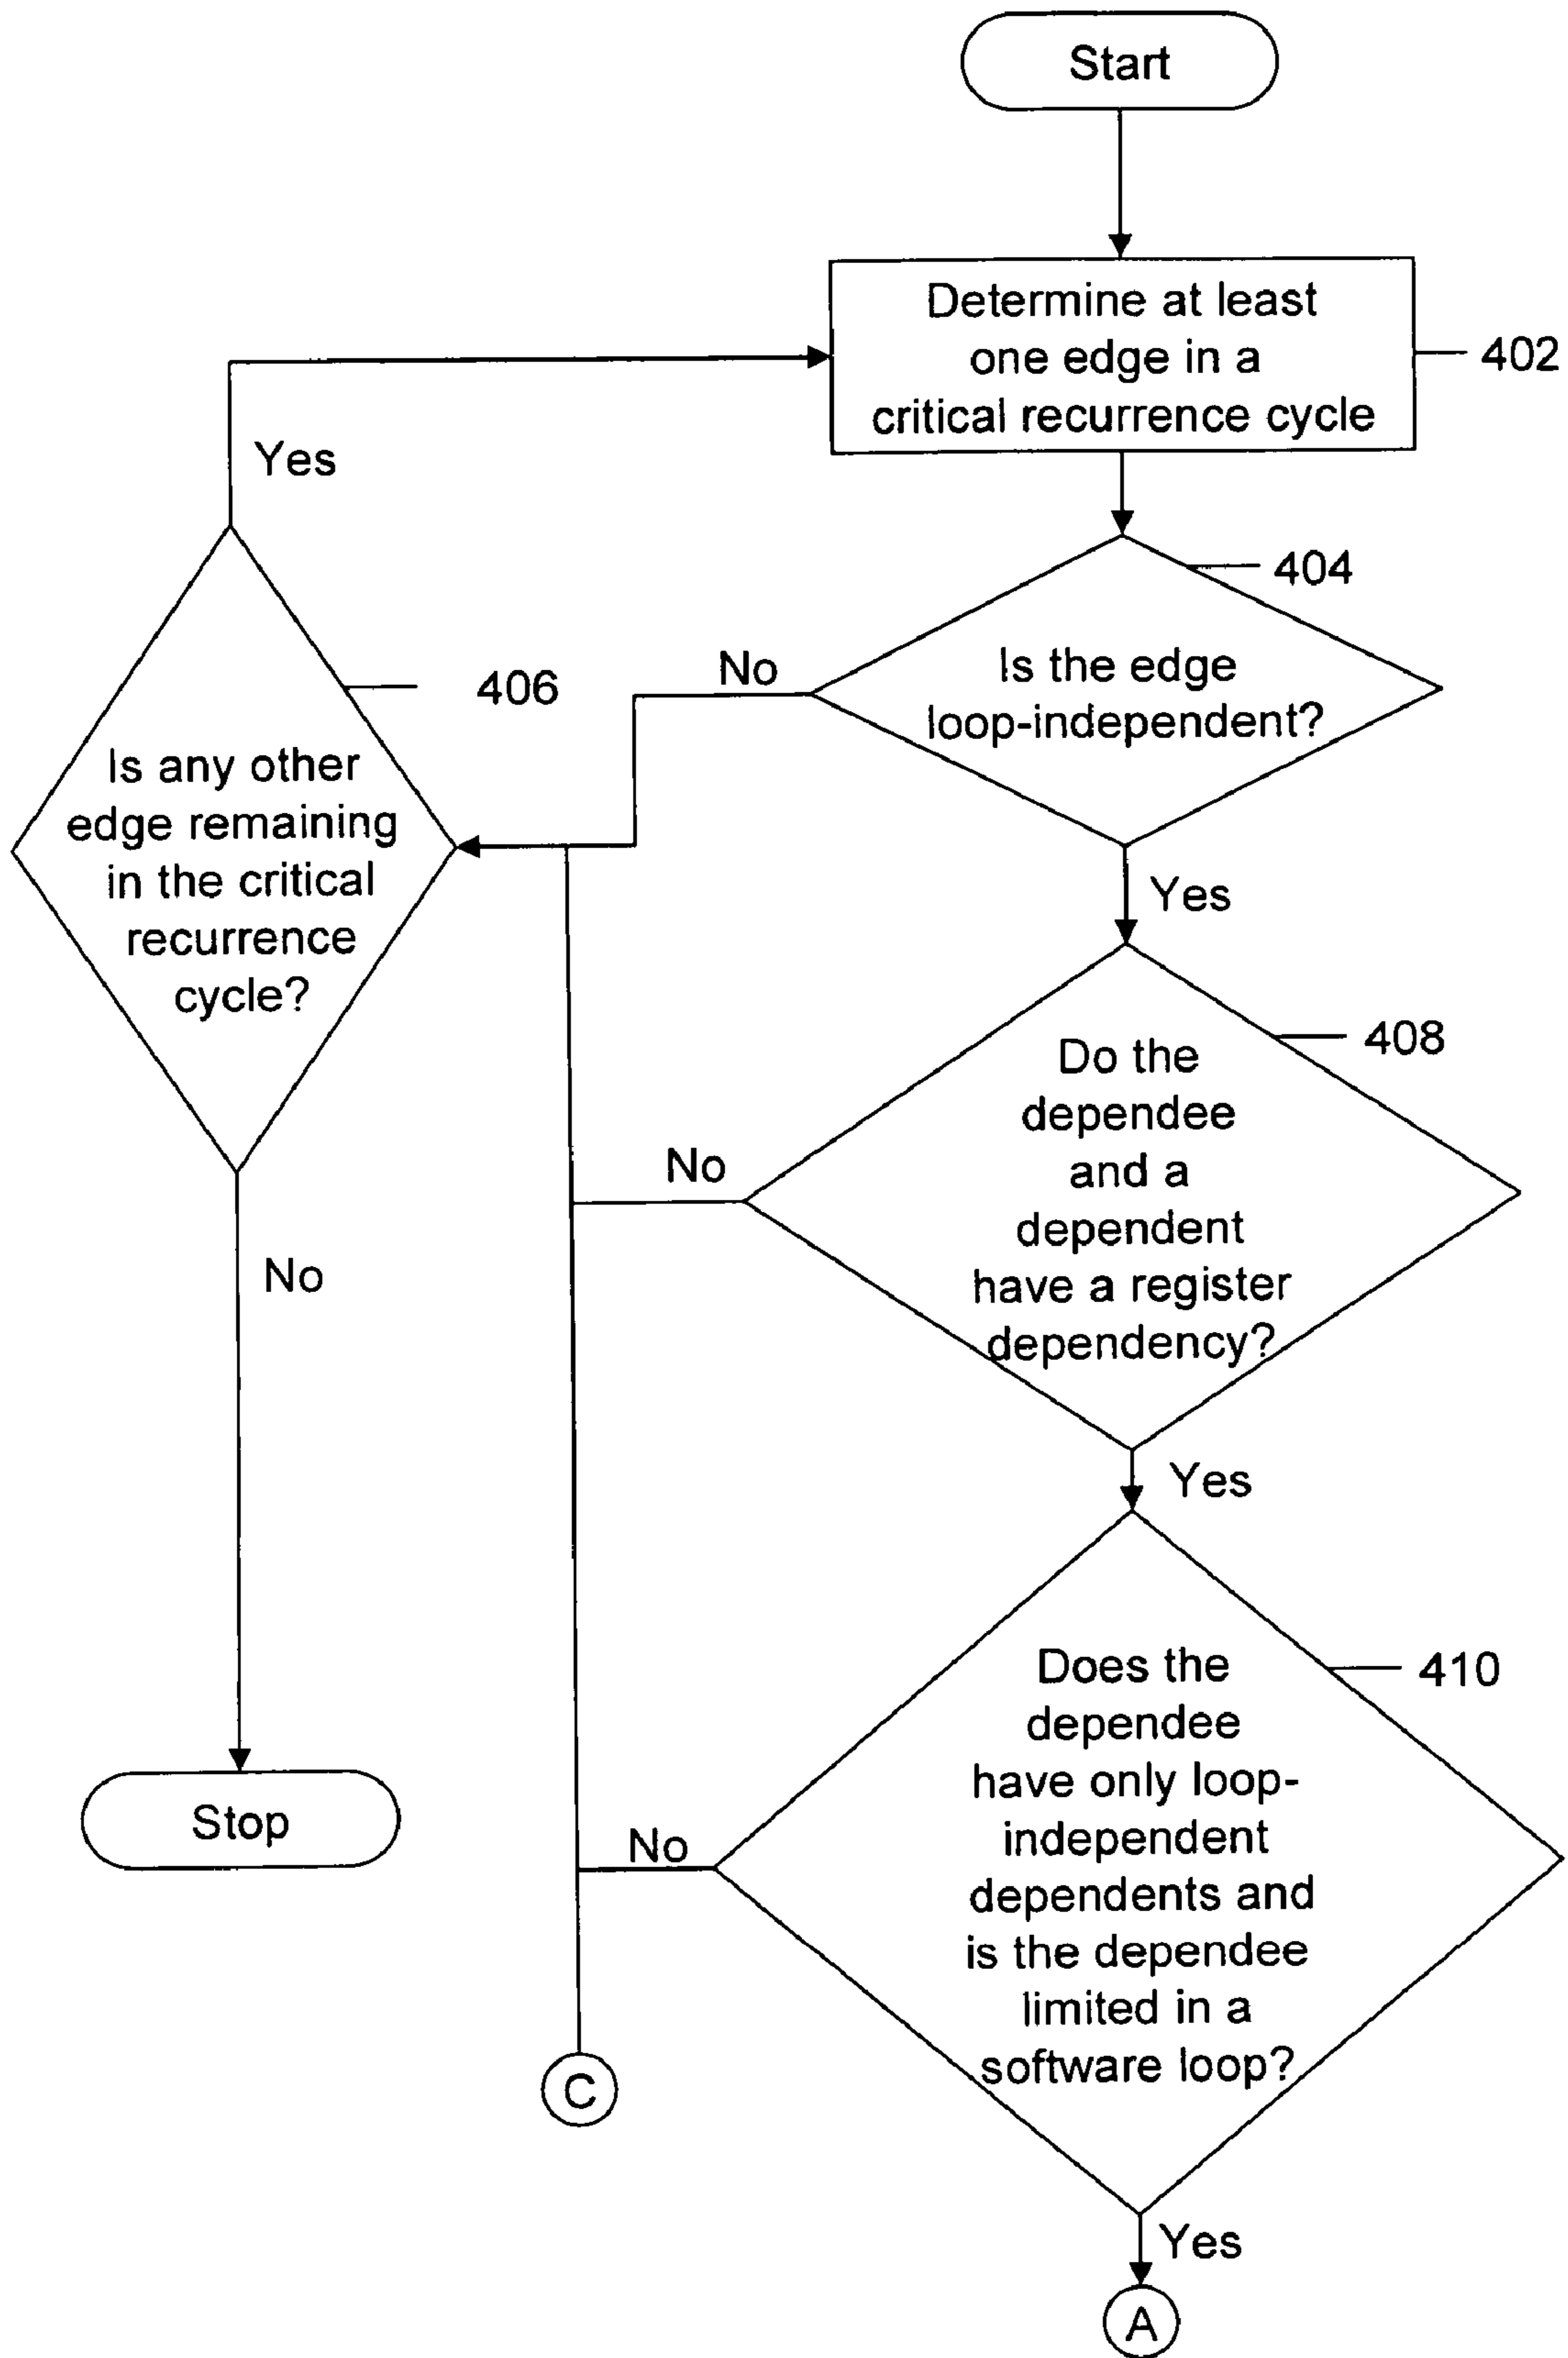 Start
Determine at least
one edge in a
critical recurrence cycle
402
Yes
404
Is the edge
loop-independent?
No
406
Is any other
edge remaining
in the critical
recurrence
cycle?
Yes
408
Do the
dependee
and a
dependent
have a register
dependency?
No
No
Yes
410
Does the
dependee
have only loop-
independent
dependents and
is the dependee
limited in a
software loop?
No
Stop
C
Yes
A